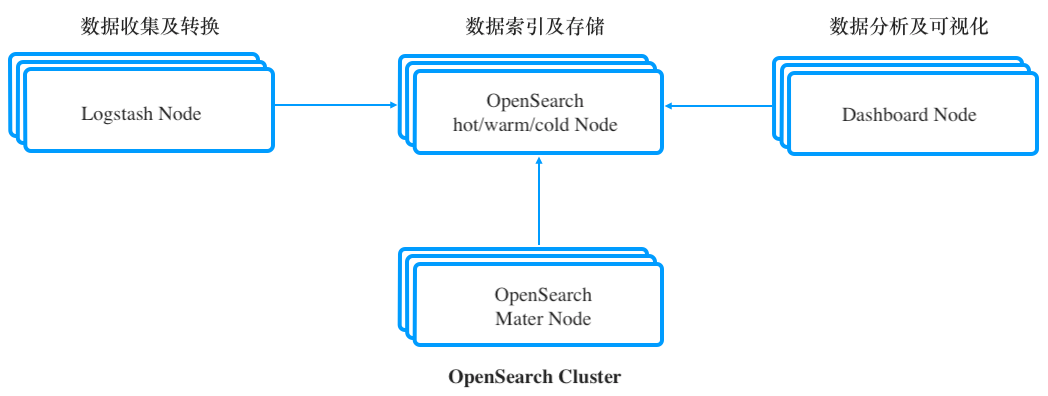 数据收集及转换
数据索引及存储
数据分析及可视化
Logstash Node
OpenSearch
hot/warm/cold Node
Dashboard Node
OpenSearch
Mater Node
OpenSearch Cluster